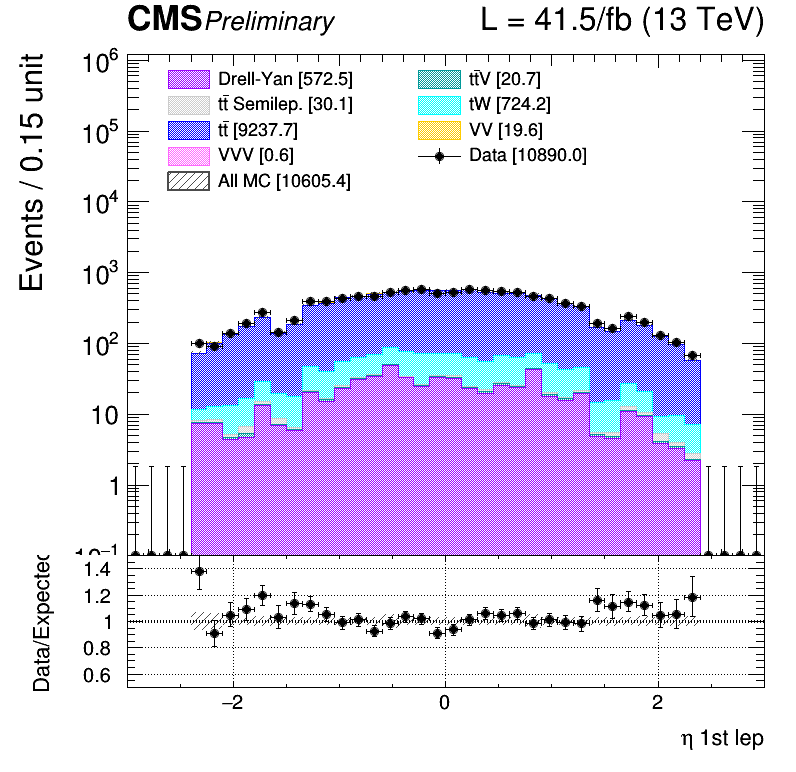 CMS Preliminary L = 41.5/fb (13 TeV)
Events / 0.15 unit
10⁶
10⁵
10⁴
10³
10²
10
1
10⁻¹
Drell-Yan [572.5]
tt̄ Semilep. [30.1]
tt̄ [9237.7]
VVV [0.6]
All MC [10605.4]
tt̄V [20.7]
tW [724.2]
VV [19.6]
Data [10890.0]
Data/Expected
1.4
1.2
1
0.8
0.6
−2 0 2
η 1st lep